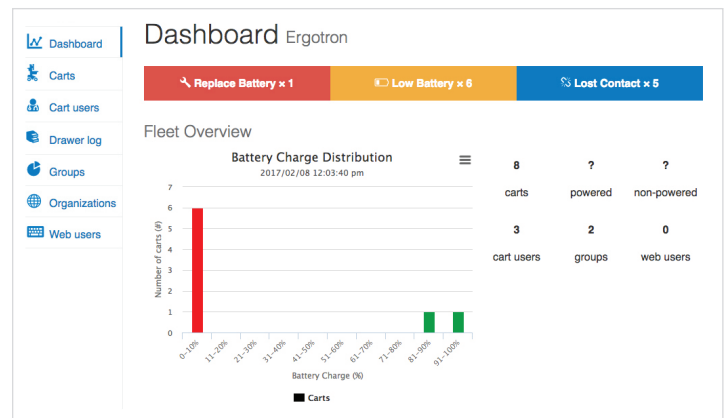 Dashboard
Carts
Cart users
Drawer log
Groups
Organizations
Web users
Dashboard Ergotron
Replace Battery × 1
Low Battery × 6
Lost Contact × 5
Fleet Overview
Battery Charge Distribution
2017/02/08 12:03:40 pm
Number of carts (#)
7
6
5
4
3
2
1
0
0-10%
11-20%
21-30%
31-40%
41-50%
51-60%
61-70%
71-80%
81-90%
91-100%
Battery Charge (%)
Carts
8 ? ?
carts powered non-powered
3 2 0
cart users groups web users